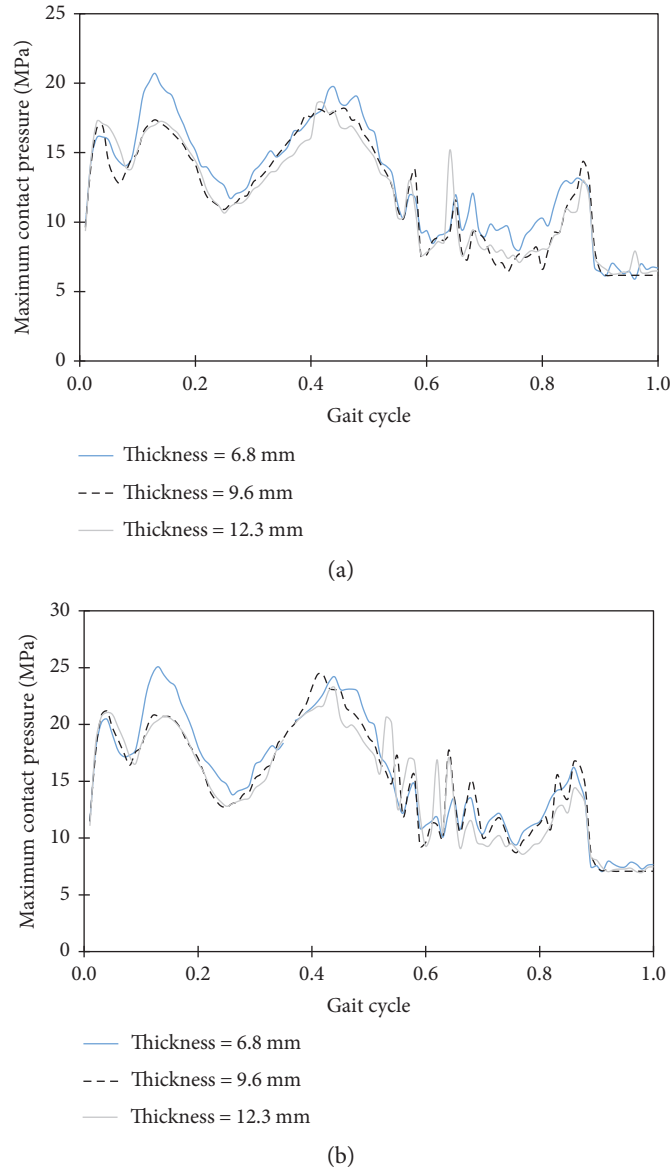 25
20
15
10
5
0
Maximum contact pressure (MPa)
0.0 0.2 0.4 0.6 0.8 1.0
Gait cycle
Thickness = 6.8 mm
Thickness = 9.6 mm
Thickness = 12.3 mm
(a)
30
25
20
15
10
5
0
Maximum contact pressure (MPa)
0.0 0.2 0.4 0.6 0.8 1.0
Gait cycle
Thickness = 6.8 mm
Thickness = 9.6 mm
Thickness = 12.3 mm
(b)